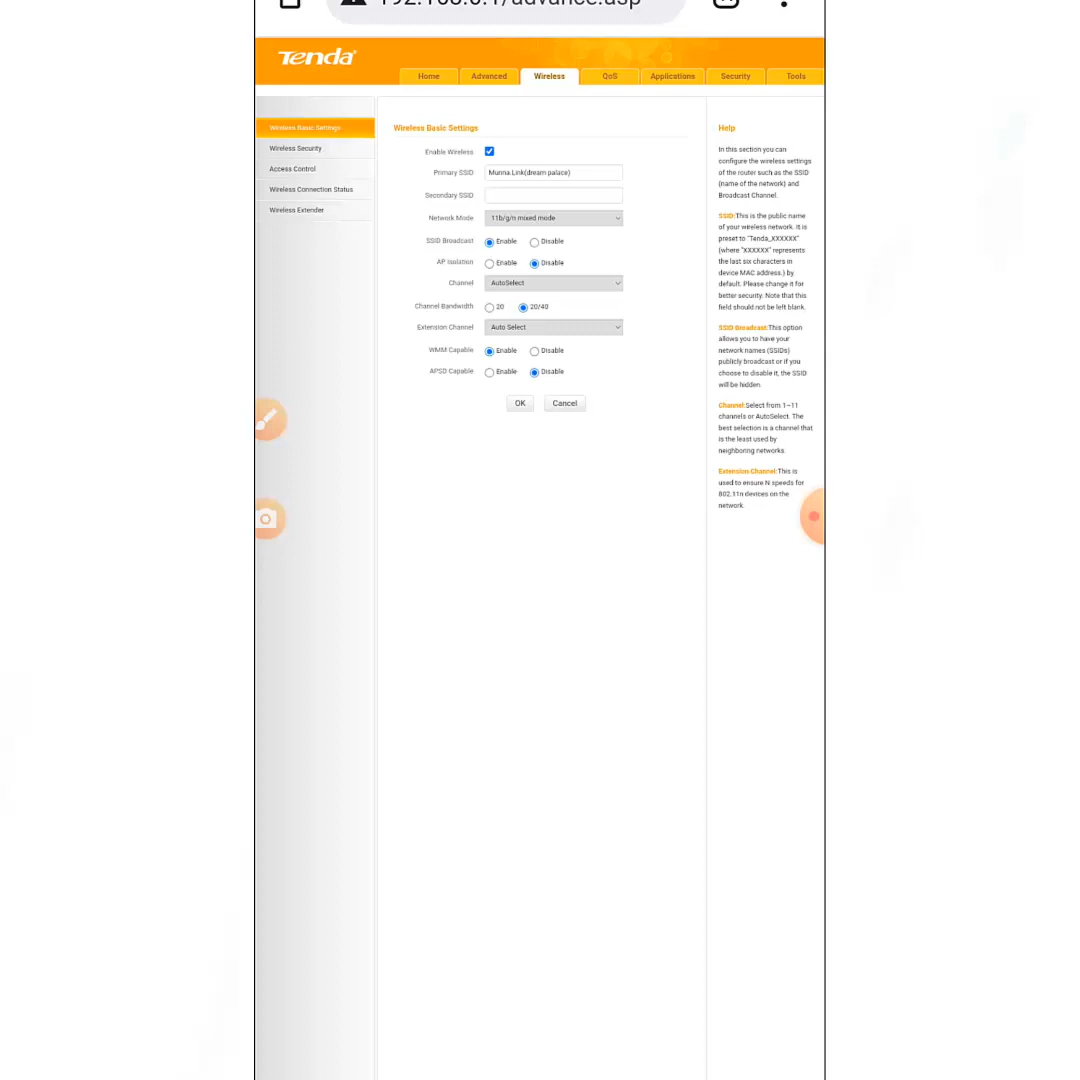 Tenda
Home Advanced Wireless QoS Applications Security Tools
Wireless Basic Settings
Wireless Security
Access Control
Wireless Connection Status
Wireless Extender
Wireless Basic Settings
Enable Wireless
Primary SSID Munna.Link(dream palace)
Secondary SSID
Network Mode 11b/g/n mixed mode
SSID Broadcast Enable Disable
AP Isolation Enable Disable
Channel AutoSelect
Channel Bandwidth 20 20/40
Extension Channel Auto Select
WMM Capable Enable Disable
APSD Capable Enable Disable
OK Cancel
Help
In this section you can
configure the wireless settings
of the router such as the SSID
(name of the network) and
Broadcast Channel.
SSID:This is the public name
of your wireless network. It is
preset to "Tenda_XXXXXX"
(where "XXXXXX" represents
the last six characters in
device MAC address.) by
default. Please change it for
better security. Note that this
field should not be left blank.
SSID Broadcast:This option
allows you to have your
network names (SSIDs)
publicly broadcast or if you
choose to disable it, the SSID
will be hidden.
Channel:Select from 1~11
channels or AutoSelect. The
best selection is a channel that
is the least used by
neighboring networks.
Extension Channel:This is
used to ensure N speeds for
802.11n devices on the
network.